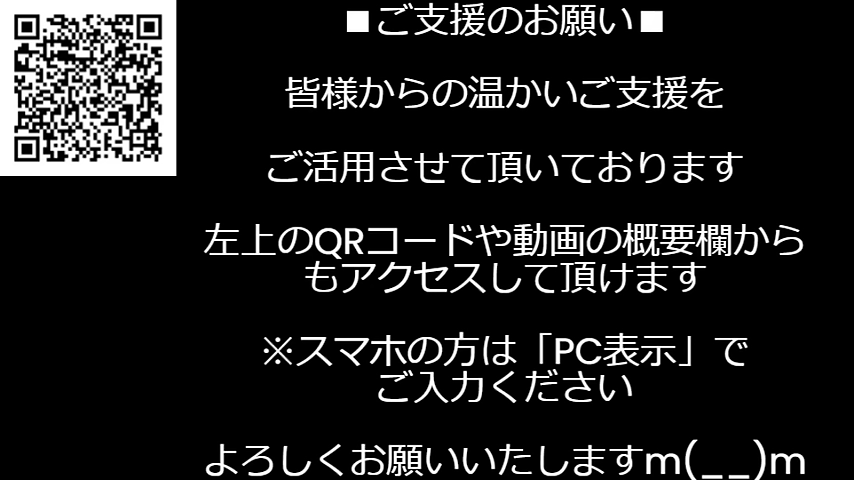 ■ご支援のお願い■
皆様からの温かいご支援を
ご活用させて頂いております
左上のQRコードや動画の概要欄から
もアクセスして頂けます
※スマホの方は「PC表示」で
ご入力ください
よろしくお願いいたしますm(__)m